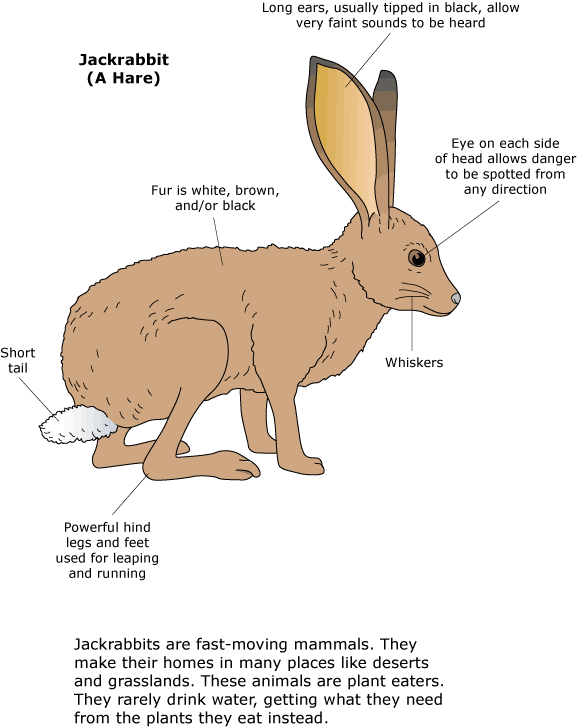 Long ears, usually tipped in black, allow
very faint sounds to be heard
Jackrabbit
(A Hare)
Eye on each side
of head allows danger
to be spotted from
any direction
Fur is white, brown,
and/or black
Short
tail
Whiskers
Powerful hind
legs and feet
used for leaping
and running
Jackrabbits are fast-moving mammals. They
make their homes in many places like deserts
and grasslands. These animals are plant eaters.
They rarely drink water, getting what they need
from the plants they eat instead.